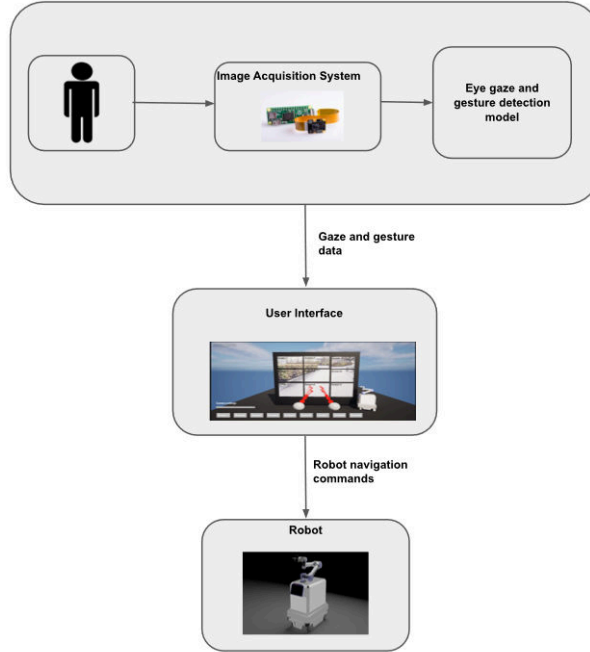 Image Acquisition System
Eye gaze and
gesture detection
model
Gaze and gesture
data
User Interface
Robot navigation
commands
Robot